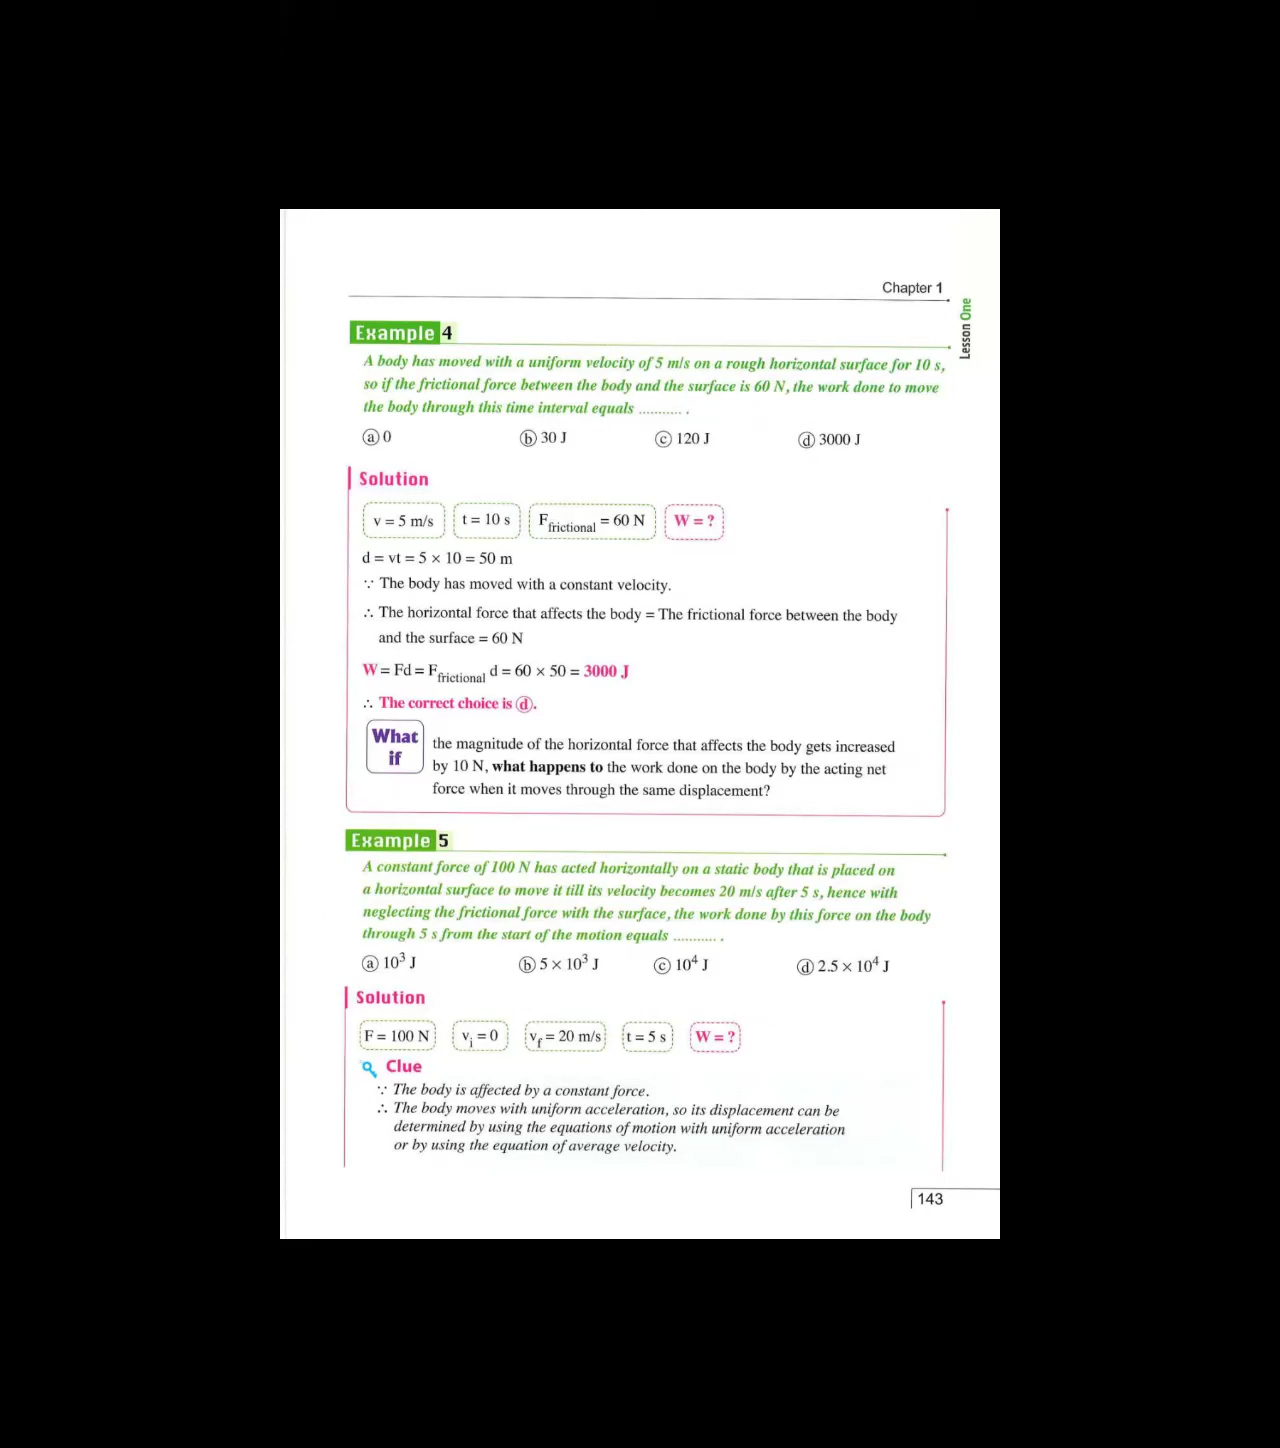 Chapter 1
Lesson One
Example 4
A body has moved with a uniform velocity of 5 m/s on a rough horizontal surface for 10 s,
so if the frictional force between the body and the surface is 60 N, the work done to move
the body through this time interval equals ........... .
ⓐ 0 ⓑ 30 J ⓒ 120 J ⓓ 3000 J
Solution
v = 5 m/s t = 10 s F_frictional = 60 N W = ?
d = vt = 5 × 10 = 50 m
∵ The body has moved with a constant velocity.
∴ The horizontal force that affects the body = The frictional force between the body
and the surface = 60 N
W = Fd = F_frictional d = 60 × 50 = 3000 J
∴ The correct choice is ⓓ.
What if
the magnitude of the horizontal force that affects the body gets increased
by 10 N, what happens to the work done on the body by the acting net
force when it moves through the same displacement?
Example 5
A constant force of 100 N has acted horizontally on a static body that is placed on
a horizontal surface to move it till its velocity becomes 20 m/s after 5 s, hence with
neglecting the frictional force with the surface, the work done by this force on the body
through 5 s from the start of the motion equals ........... .
ⓐ 10³ J ⓑ 5 × 10³ J ⓒ 10⁴ J ⓓ 2.5 × 10⁴ J
Solution
F = 100 N v_i = 0 v_f = 20 m/s t = 5 s W = ?
Clue
∵ The body is affected by a constant force.
∴ The body moves with uniform acceleration, so its displacement can be
determined by using the equations of motion with uniform acceleration
or by using the equation of average velocity.
143